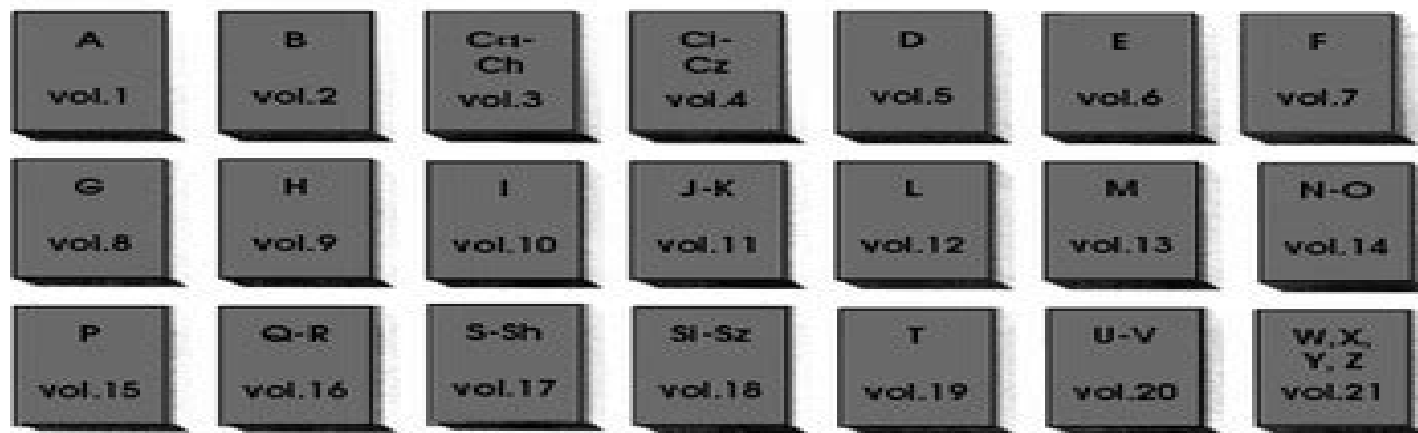 A
vol.1
B
vol.2
Ca-
Ch
vol.3
Ci-
Cz
vol.4
D
vol.5
E
vol.6
F
vol.7
G
vol.8
H
vol.9
I
vol.10
J-K
vol.11
L
vol.12
M
vol.13
N-O
vol.14
P
vol.15
Q-R
vol.16
S-Sh
vol.17
Si-Sz
vol.18
T
vol.19
U-V
vol.20
W,X,
Y, Z
vol.21